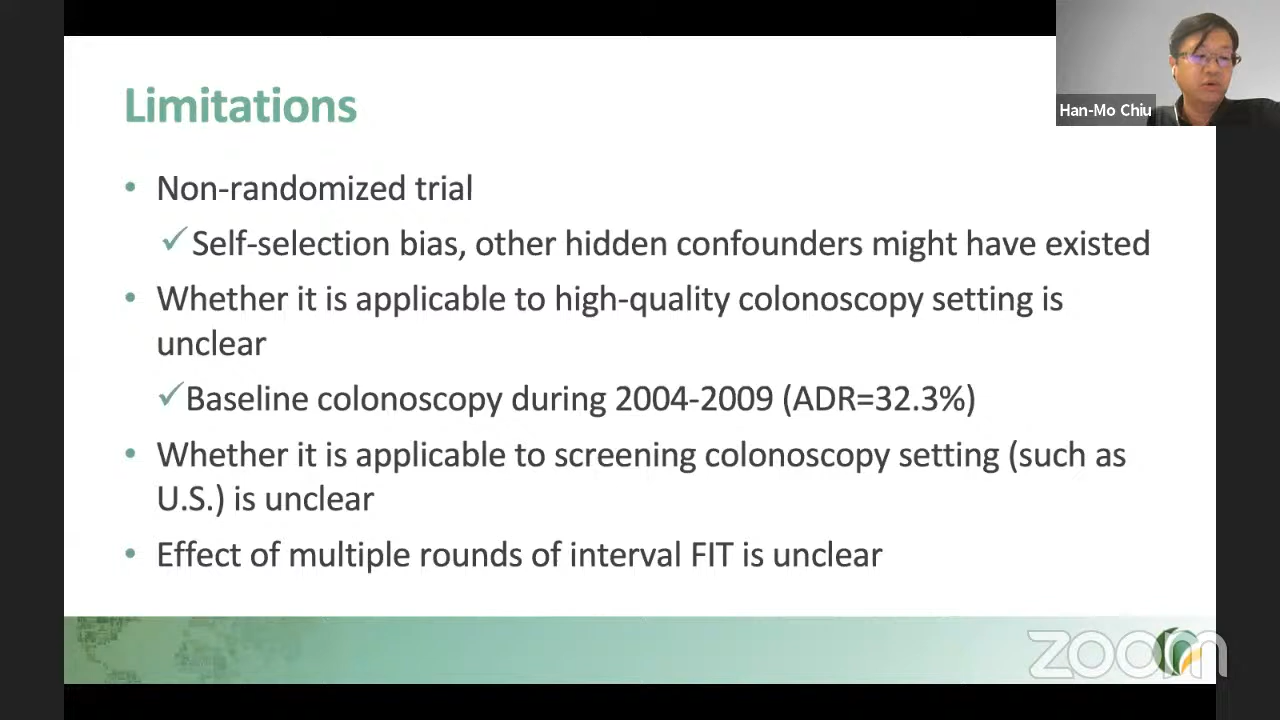 Limitations
Han-Mo Chiu
• Non-randomized trial
✓Self-selection bias, other hidden confounders might have existed
• Whether it is applicable to high-quality colonoscopy setting is
unclear
✓Baseline colonoscopy during 2004-2009 (ADR=32.3%)
• Whether it is applicable to screening colonoscopy setting (such as
U.S.) is unclear
• Effect of multiple rounds of interval FIT is unclear
zoom